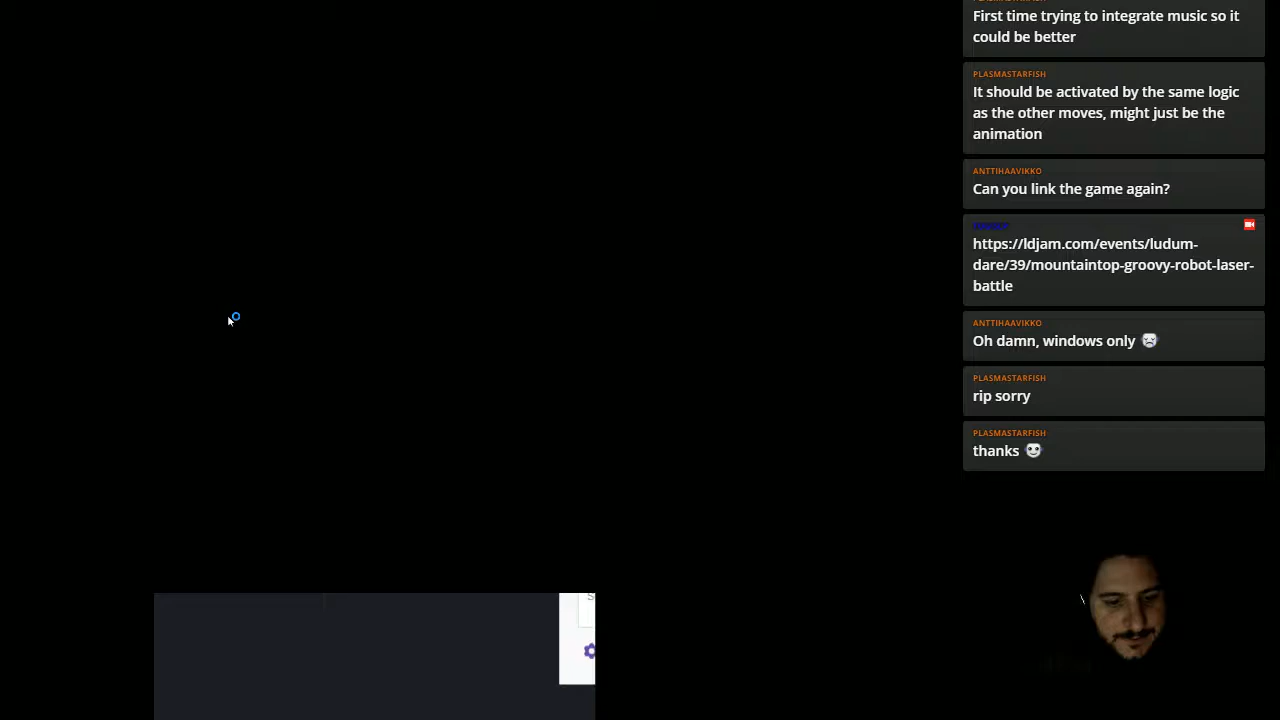 First time trying to integrate music so it
could be better
PLASMASTARFISH
It should be activated by the same logic
as the other moves, might just be the
animation
ANTTIHAAVIKKO
Can you link the game again?
https://ldjam.com/events/ludum-
dare/39/mountaintop-groovy-robot-laser-
battle
ANTTIHAAVIKKO
Oh damn, windows only
PLASMASTARFISH
rip sorry
PLASMASTARFISH
thanks